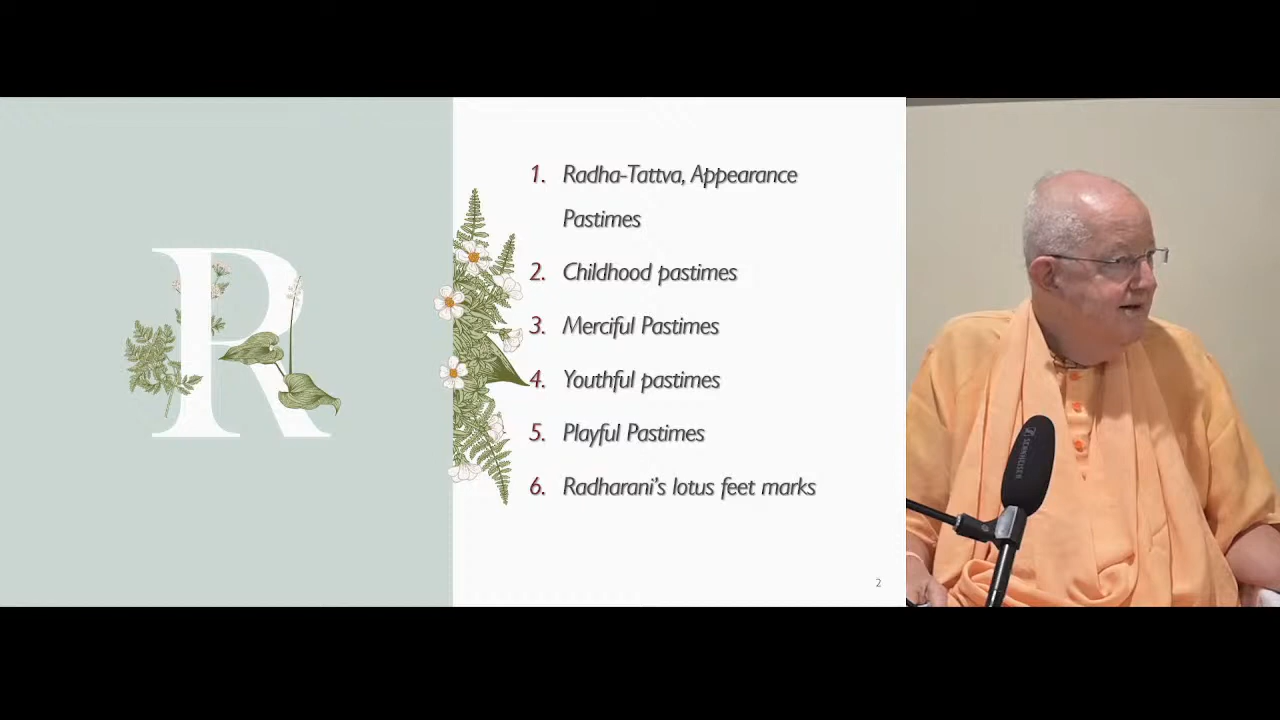 R
1. Radha-Tattva, Appearance
Pastimes
2. Childhood pastimes
3. Merciful Pastimes
4. Youthful pastimes
5. Playful Pastimes
6. Radharani's lotus feet marks
2
SENNHEISER